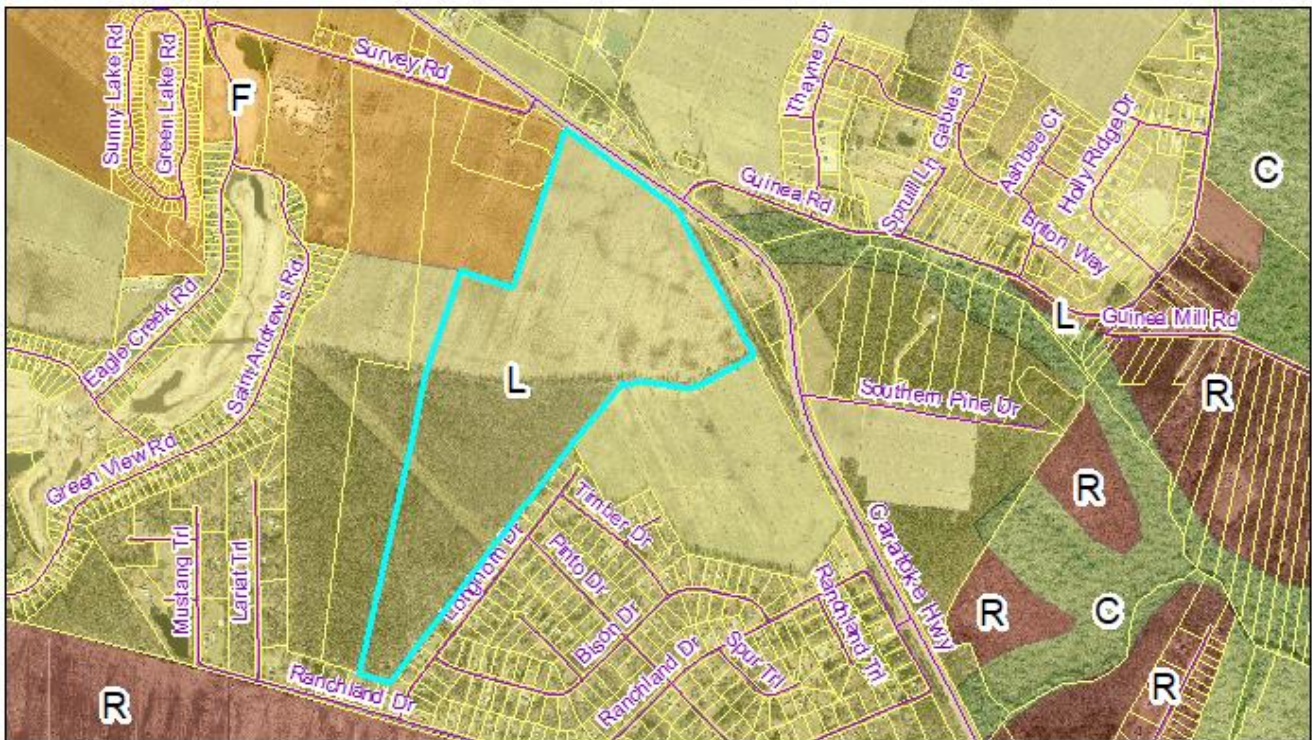 Sunny Lake Rd
Green Lake Rd
F
Survey Rd
Thayne Dr
Gables Pl
Ashbee Ct
Holly Ridge Dr
C
Guinea Rd
Spruill Ln
Briton Way
L
Guinea Mill Rd
Eagle Creek Rd
Saint Andrews Rd
L
Southern Pine Dr
R
Green View Rd
R
Mustang Trl
Lariat Trl
Longhorn Dr
Timber Dr
Pinto Dr
Bison Dr
Caratoke Hwy
Ranchland Trl
R
C
Ranchland Dr
Ranchland Dr
Spur Trl
R
R